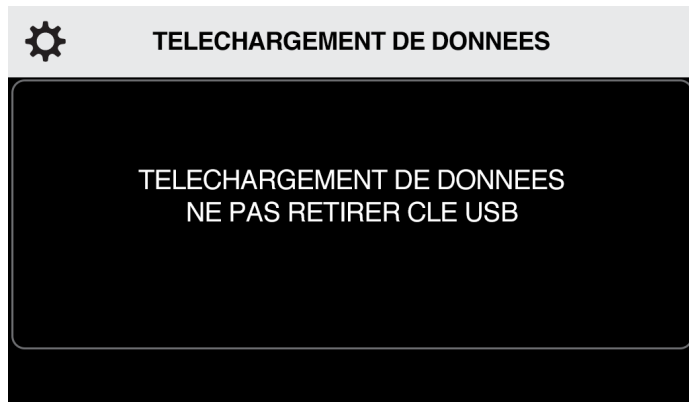 TELECHARGEMENT DE DONNEES
TELECHARGEMENT DE DONNEES
NE PAS RETIRER CLE USB